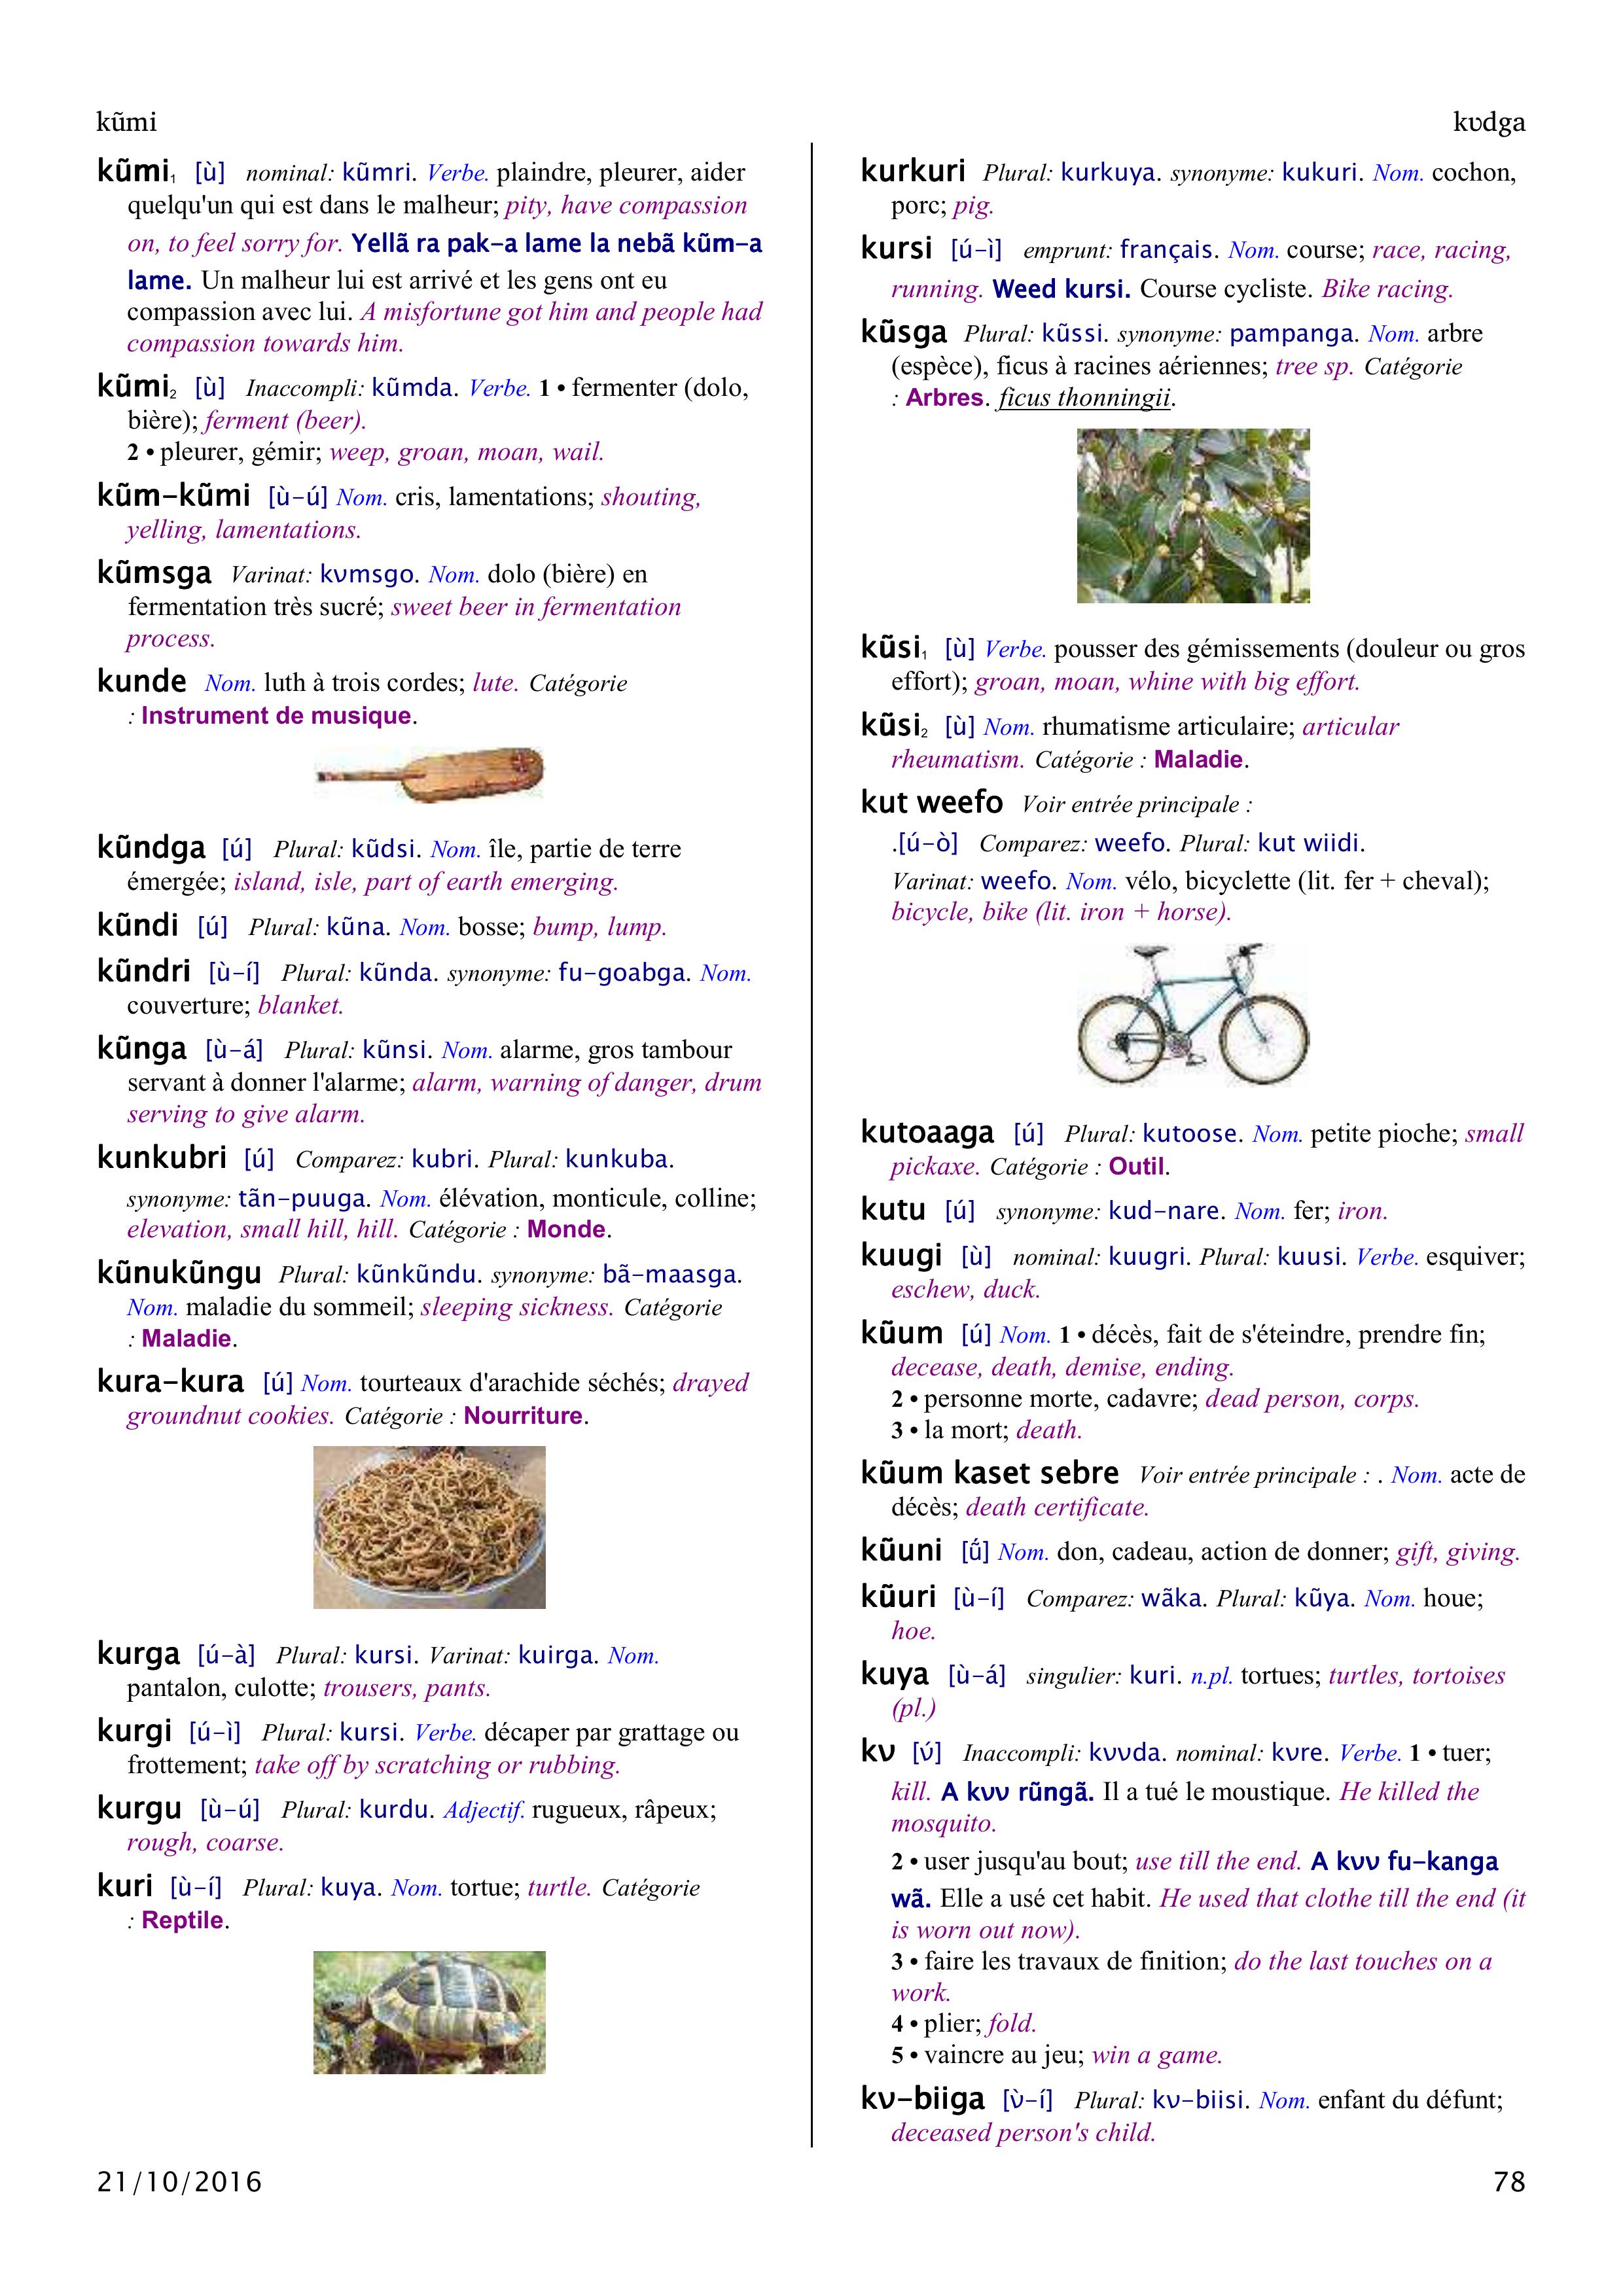 kũmi
kʋdga
kũmi₁ [ù] nominal: kũmri. Verbe. plaindre, pleurer, aider
quelqu'un qui est dans le malheur; pity, have compassion
on, to feel sorry for. Yellã ra pak-a lame la nebã kũm-a
lame. Un malheur lui est arrivé et les gens ont eu
compassion avec lui. A misfortune got him and people had
compassion towards him.
kũmi₂ [ù] Inaccompli: kũmda. Verbe. 1 • fermenter (dolo,
bière); ferment (beer).
2 • pleurer, gémir; weep, groan, moan, wail.
kũm-kũmi [ù-ú] Nom. cris, lamentations; shouting,
yelling, lamentations.
kũmsga Varinat: kʋmsgo. Nom. dolo (bière) en
fermentation très sucré; sweet beer in fermentation
process.
kunde Nom. luth à trois cordes; lute. Catégorie
: Instrument de musique.
kũndga [ú] Plural: kũdsi. Nom. île, partie de terre
émergée; island, isle, part of earth emerging.
kũndi [ú] Plural: kũna. Nom. bosse; bump, lump.
kũndri [ù-í] Plural: kũnda. synonyme: fu-goabga. Nom.
couverture; blanket.
kũnga [ù-á] Plural: kũnsi. Nom. alarme, gros tambour
servant à donner l'alarme; alarm, warning of danger, drum
serving to give alarm.
kunkubri [ú] Comparez: kubri. Plural: kunkuba.
synonyme: tãn-puuga. Nom. élévation, monticule, colline;
elevation, small hill, hill. Catégorie : Monde.
kũnukũngu Plural: kũnkũndu. synonyme: bã-maasga.
Nom. maladie du sommeil; sleeping sickness. Catégorie
: Maladie.
kura-kura [ú] Nom. tourteaux d'arachide séchés; drayed
groundnut cookies. Catégorie : Nourriture.
kurga [ú-à] Plural: kursi. Varinat: kuirga. Nom.
pantalon, culotte; trousers, pants.
kurgi [ú-ì] Plural: kursi. Verbe. décaper par grattage ou
frottement; take off by scratching or rubbing.
kurgu [ù-ú] Plural: kurdu. Adjectif. rugueux, râpeux;
rough, coarse.
kuri [ù-í] Plural: kuya. Nom. tortue; turtle. Catégorie
: Reptile.
kurkuri Plural: kurkuya. synonyme: kukuri. Nom. cochon,
porc; pig.
kursi [ú-ì] emprunt: français. Nom. course; race, racing,
running. Weed kursi. Course cycliste. Bike racing.
kũsga Plural: kũssi. synonyme: pampanga. Nom. arbre
(espèce), ficus à racines aériennes; tree sp. Catégorie
: Arbres. ficus thonningii.
kũsi₁ [ù] Verbe. pousser des gémissements (douleur ou gros
effort); groan, moan, whine with big effort.
kũsi₂ [ù] Nom. rhumatisme articulaire; articular
rheumatism. Catégorie : Maladie.
kut weefo Voir entrée principale :
.[ú-ò] Comparez: weefo. Plural: kut wiidi.
Varinat: weefo. Nom. vélo, bicyclette (lit. fer + cheval);
bicycle, bike (lit. iron + horse).
kutoaaga [ú] Plural: kutoose. Nom. petite pioche; small
pickaxe. Catégorie : Outil.
kutu [ú] synonyme: kud-nare. Nom. fer; iron.
kuugi [ù] nominal: kuugri. Plural: kuusi. Verbe. esquiver;
eschew, duck.
kũum [ú] Nom. 1 • décès, fait de s'éteindre, prendre fin;
decease, death, demise, ending.
2 • personne morte, cadavre; dead person, corps.
3 • la mort; death.
kũum kaset sebre Voir entrée principale : . Nom. acte de
décès; death certificate.
kũuni [ṹ] Nom. don, cadeau, action de donner; gift, giving.
kũuri [ù-í] Comparez: wãka. Plural: kũya. Nom. houe;
hoe.
kuya [ù-á] singulier: kuri. n.pl. tortues; turtles, tortoises
(pl.)
kʋ [ʋ́] Inaccompli: kʋʋda. nominal: kʋre. Verbe. 1 • tuer;
kill. A kʋʋ rũngã. Il a tué le moustique. He killed the
mosquito.
2 • user jusqu'au bout; use till the end. A kʋʋ fu-kanga
wã. Elle a usé cet habit. He used that clothe till the end (it
is worn out now).
3 • faire les travaux de finition; do the last touches on a
work.
4 • plier; fold.
5 • vaincre au jeu; win a game.
kʋ-biiga [ʋ̀-í] Plural: kʋ-biisi. Nom. enfant du défunt;
deceased person's child.
21/10/2016
78